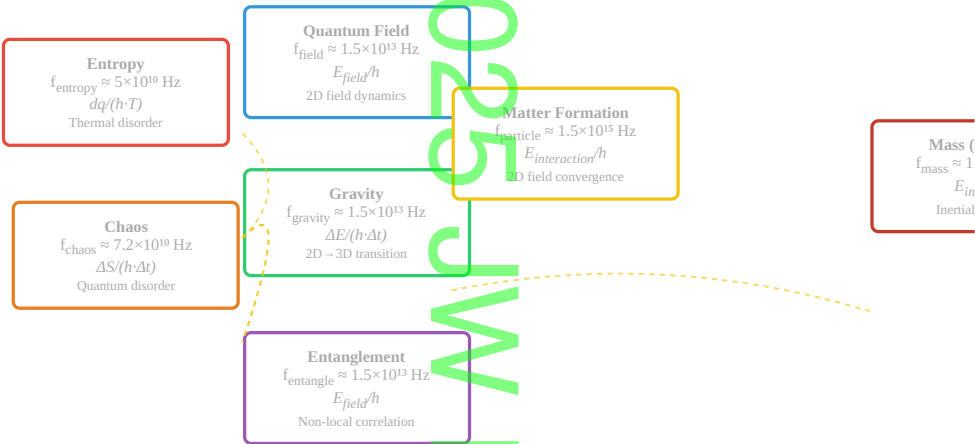 Entropy
f_entropy ≈ 5×10¹⁰ Hz
dq/(h·T)
Thermal disorder
Quantum Field
f_field ≈ 1.5×10¹³ Hz
E_field/h
2D field dynamics
Matter Formation
f_particle ≈ 1.5×10¹⁵ Hz
E_interaction/h
2D field convergence
Mass (
f_mass ≈ 1
E_in
Inertial
Chaos
f_chaos ≈ 7.2×10¹⁰ Hz
ΔS/(h·Δt)
Quantum disorder
Gravity
f_gravity ≈ 1.5×10¹³ Hz
ΔE/(h·Δt)
2D→3D transition
Entanglement
f_entangle ≈ 1.5×10¹³ Hz
E_field/h
Non-local correlation
025 JW